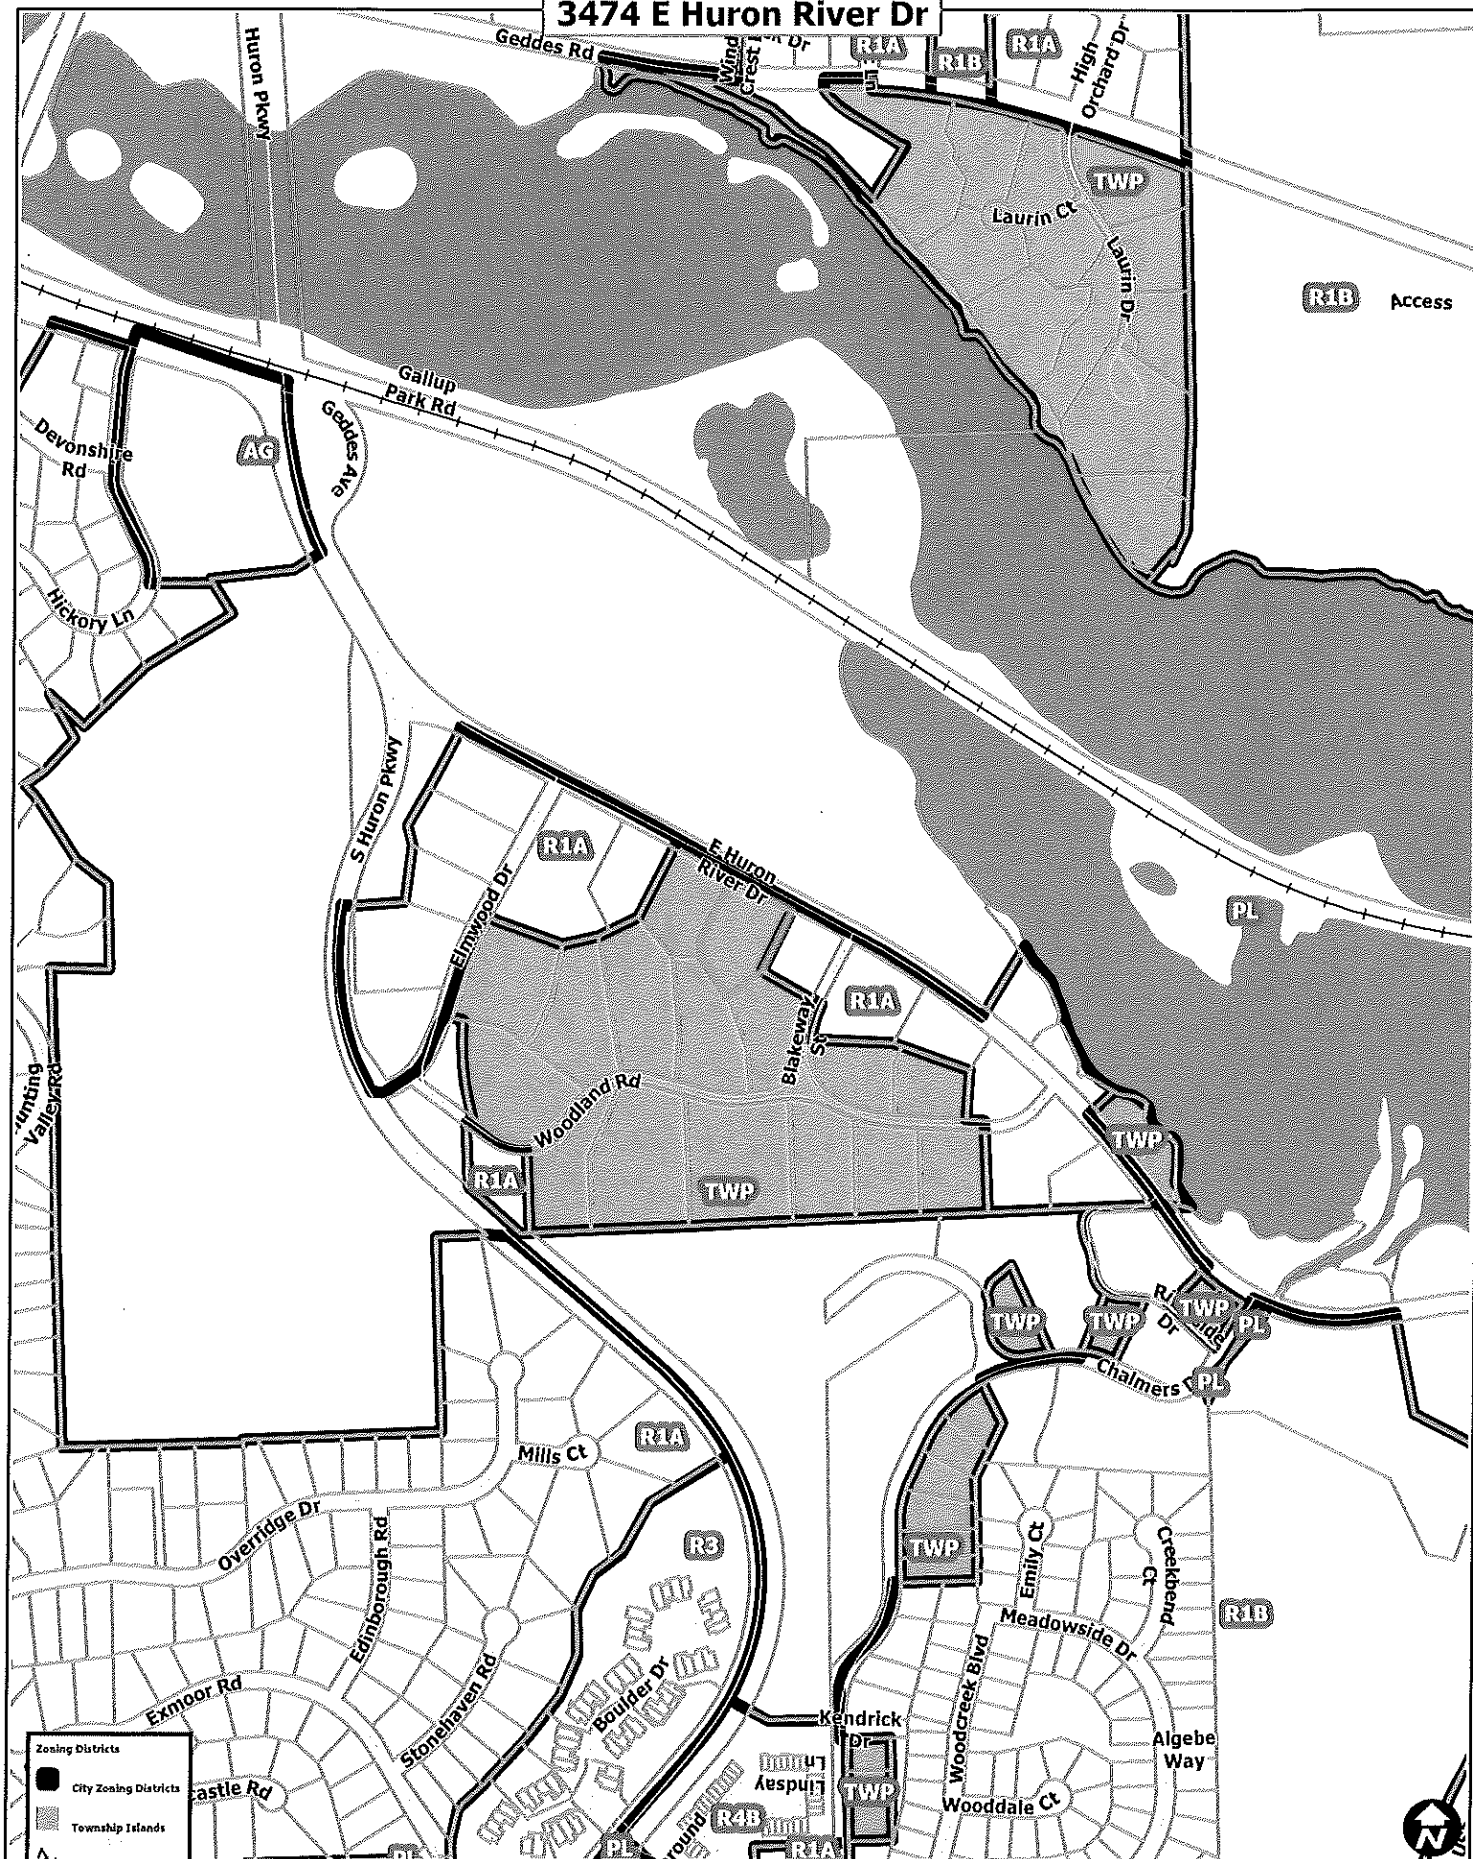 3474 E Huron River Dr
Geddes Rd
Wind
Crest
Dr
R1A
R1B
R1A
High
Orchard Dr
Huron Pkwy
TWP
Laurin Ct
Laurin Dr
R1B
Access
Gallup
Park Rd
Geddes Ave
Devonshire
Rd
AG
Hickory Ln
S Huron Pkwy
R1A
E Huron
River Dr
Elmwood Dr
PL
R1A
Blakeway
St
Valley Rd
Woodland Rd
TWP
R1A
TWP
TWP
TWP
TWP
Dr
PL
Chalmers
PL
R1A
Mills Ct
Overridge Dr
Edinborough Rd
R3
TWP
Emily Ct
Creekbend
Ct
R1B
Meadowside Dr
Woodcreek Blvd
Exmoor Rd
Stonehaven Rd
Boulder Dr
Kendrick
Dr
Algebe
Way
Zoning Districts
City Zoning Districts
Township Islands
castle Rd
Lindsay
Ln
TWP
Wooddale Ct
R4B
PL
R1A
PL
N